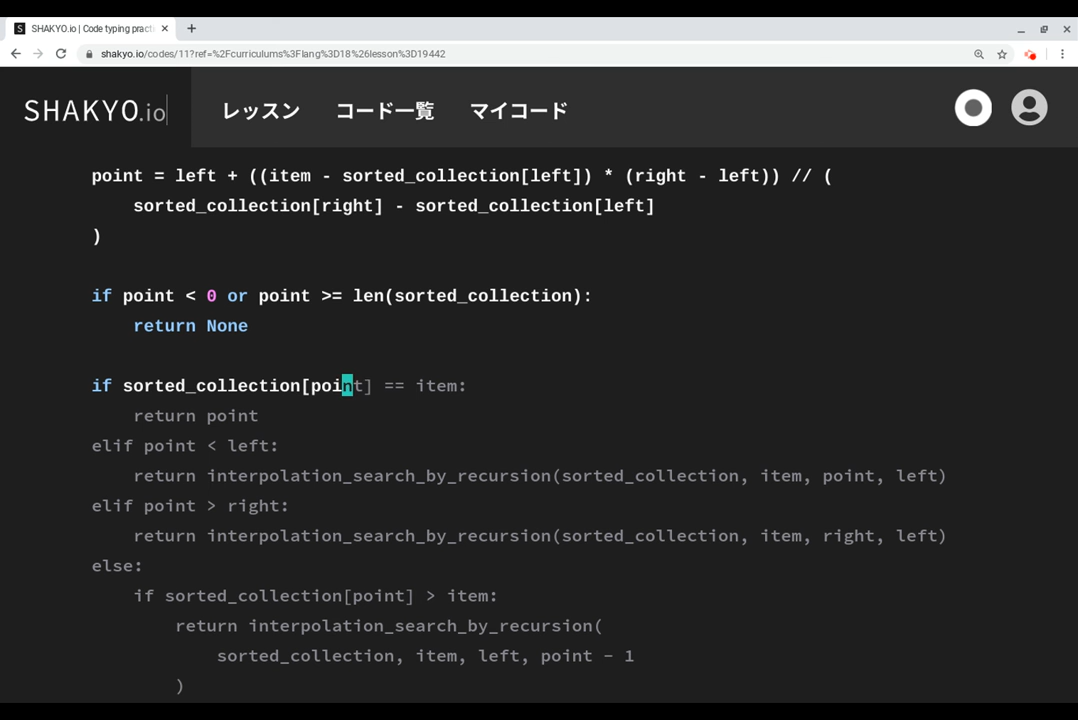 S SHAKYO.io | Code typing pract
shakyo.io/codes/11?ref=%2Fcurriculums%3Flang%3D18%26lesson%3D19442
SHAKYO.io レッスン コード一覧 マイコード
point = left + ((item - sorted_collection[left]) * (right - left)) // (
sorted_collection[right] - sorted_collection[left]
)
if point < 0 or point >= len(sorted_collection):
return None
if sorted_collection[point] == item:
return point
elif point < left:
return interpolation_search_by_recursion(sorted_collection, item, point, left)
elif point > right:
return interpolation_search_by_recursion(sorted_collection, item, right, left)
else:
if sorted_collection[point] > item:
return interpolation_search_by_recursion(
sorted_collection, item, left, point - 1
)